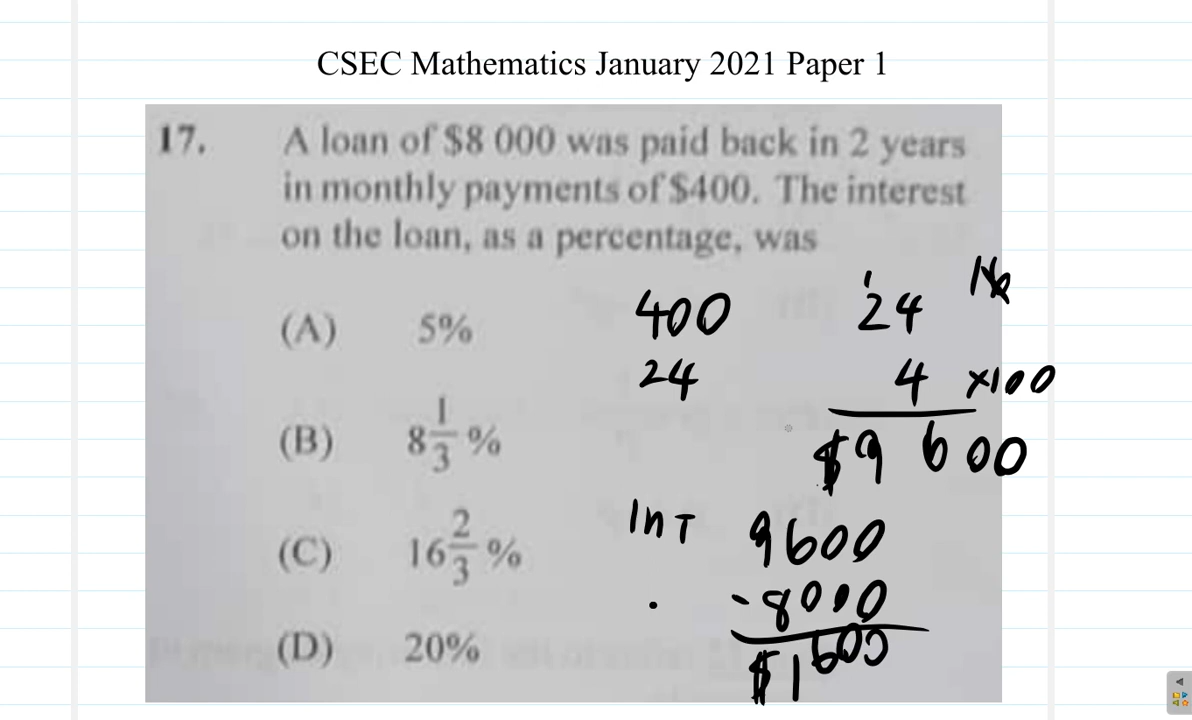 CSEC Mathematics January 2021 Paper 1
17. A loan of $8 000 was paid back in 2 years
in monthly payments of $400. The interest
on the loan, as a percentage, was
(A) 5%
(B) 8 1/3 %
(C) 16 2/3 %
(D) 20%
400
24
24
4 ×100
$9 600
Int 9600
-8000
$1600